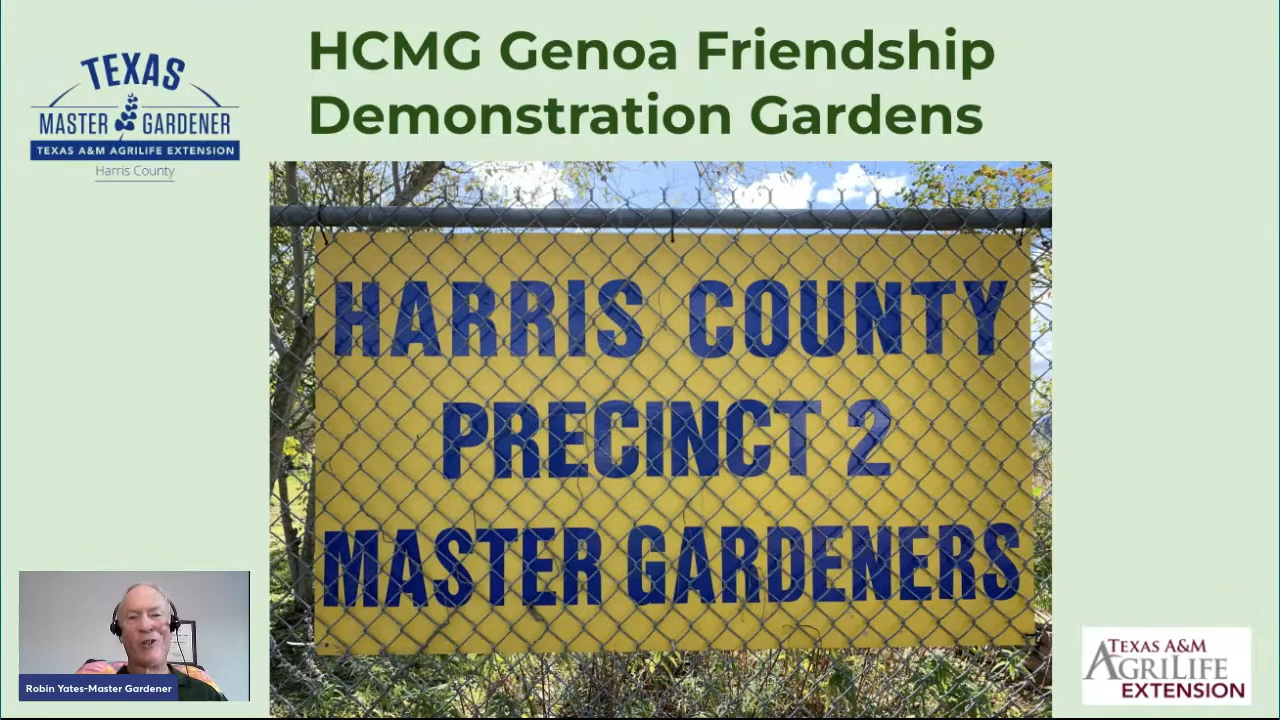 HCMG Genoa Friendship
Demonstration Gardens
TEXAS
MASTER GARDENER
TEXAS A&M AGRILIFE EXTENSION
Harris County
HARRIS COUNTY
PRECINCT 2
MASTER GARDENERS
Robin Yates-Master Gardener
TEXAS A&M
AGRILIFE
EXTENSION